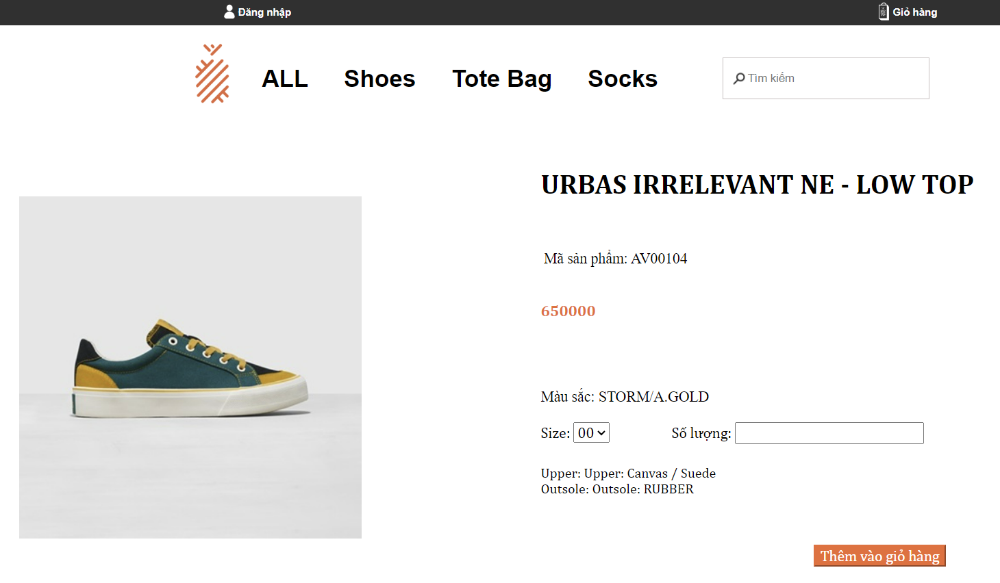 Đăng nhập
Giỏ hàng
ALL Shoes Tote Bag Socks
Tìm kiếm
URBAS IRRELEVANT NE - LOW TOP
Mã sản phẩm: AV00104
650000
Màu sắc: STORM/A.GOLD
Size: 00 Số lượng:
Upper: Upper: Canvas / Suede
Outsole: Outsole: RUBBER
Thêm vào giỏ hàng